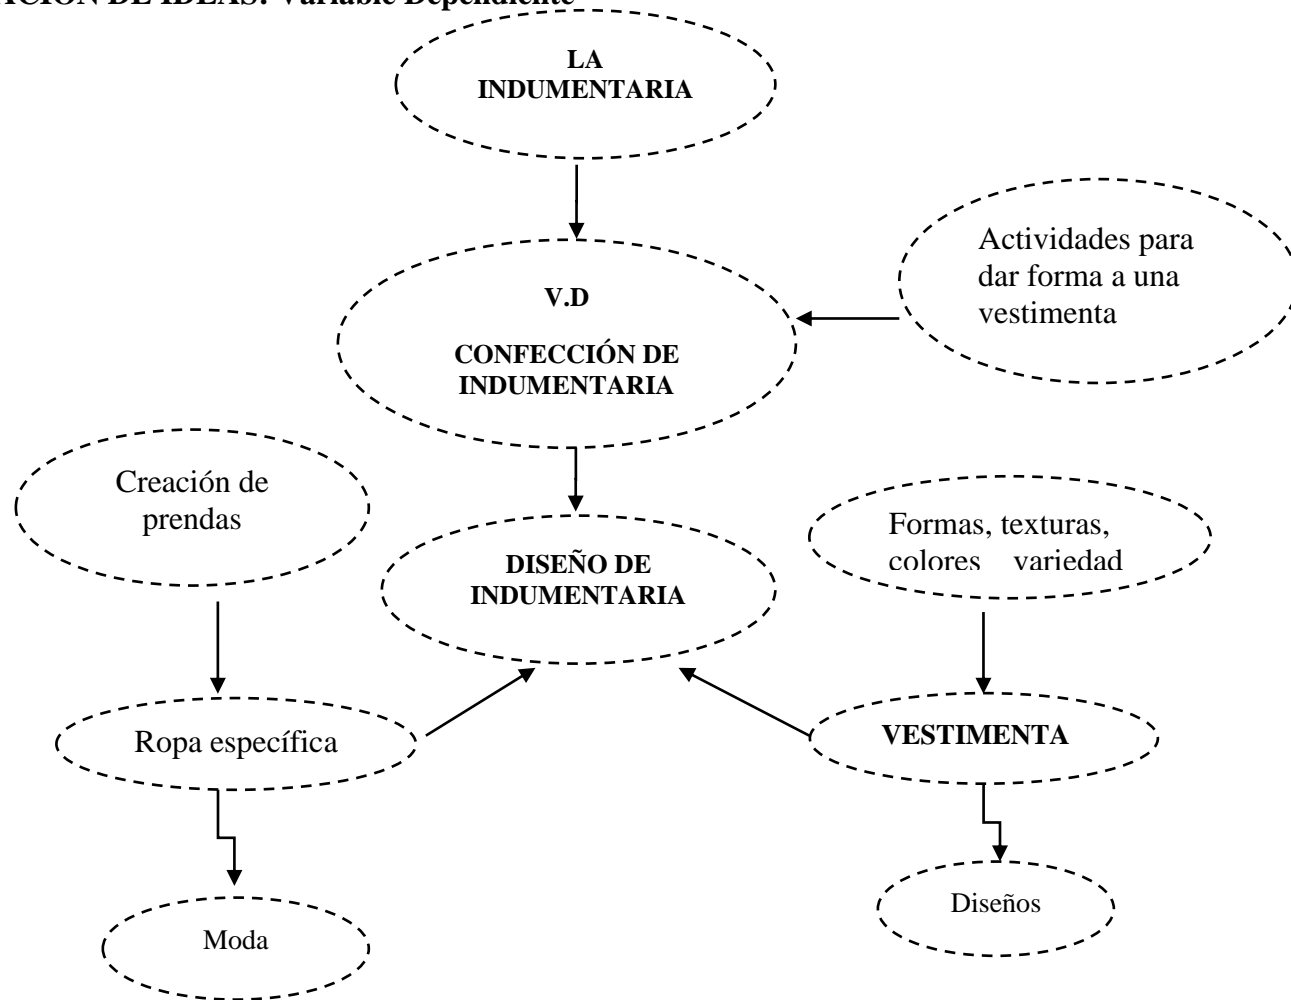 DE IDEAS: Variable Dependiente
LA
INDUMENTARIA
Actividades para
dar forma a una
vestimenta
V.D
CONFECCIÓN DE
INDUMENTARIA
Creación de
prendas
Formas, texturas,
colores variedad
DISEÑO DE
INDUMENTARIA
Ropa específica
VESTIMENTA
Diseños
Moda